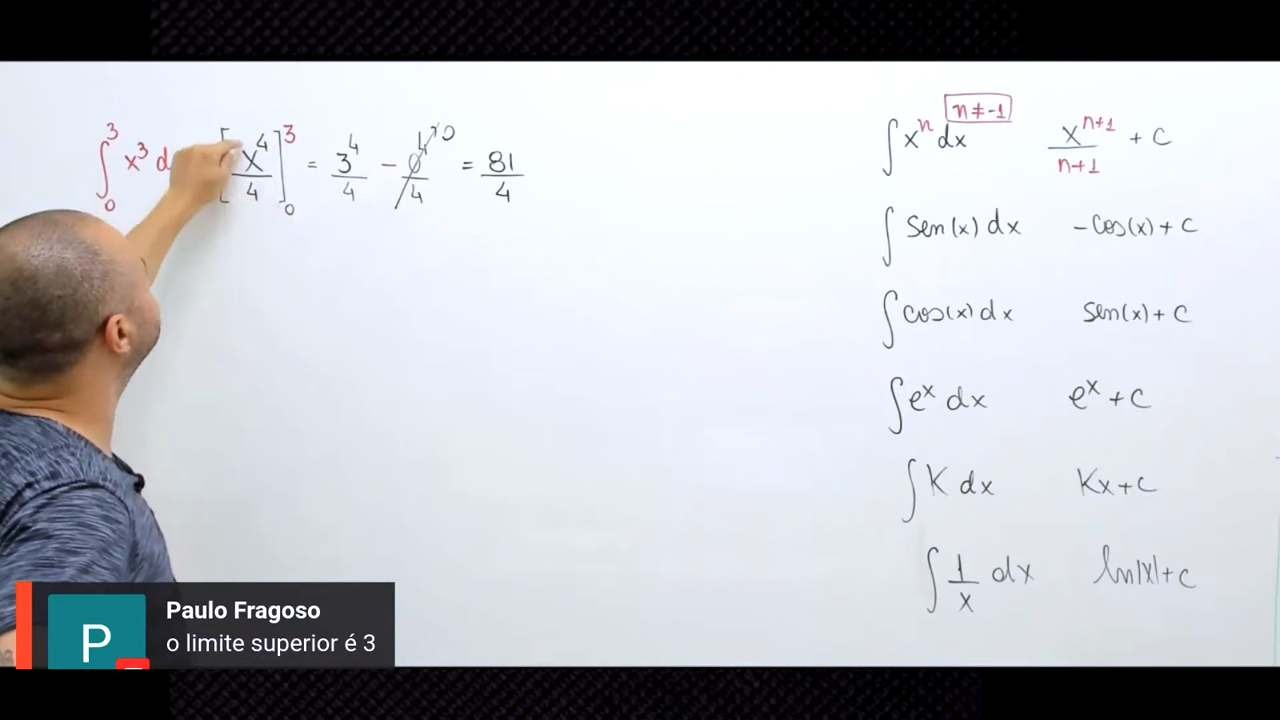 ∫₀³ x³ d [x⁴/4]₀³ = 3⁴/4 − 0⁴/4 ↗0 = 81/4
n≠-1
∫xⁿ dx xⁿ⁺¹/n+1 + C
∫ Sen(x) dx -Cos(x) + C
∫cos(x) dx Sen(x) + C
∫eˣ dx eˣ + C
∫K dx Kx+C
∫ 1/x dx ln|x|+C
P
Paulo Fragoso
o limite superior é 3